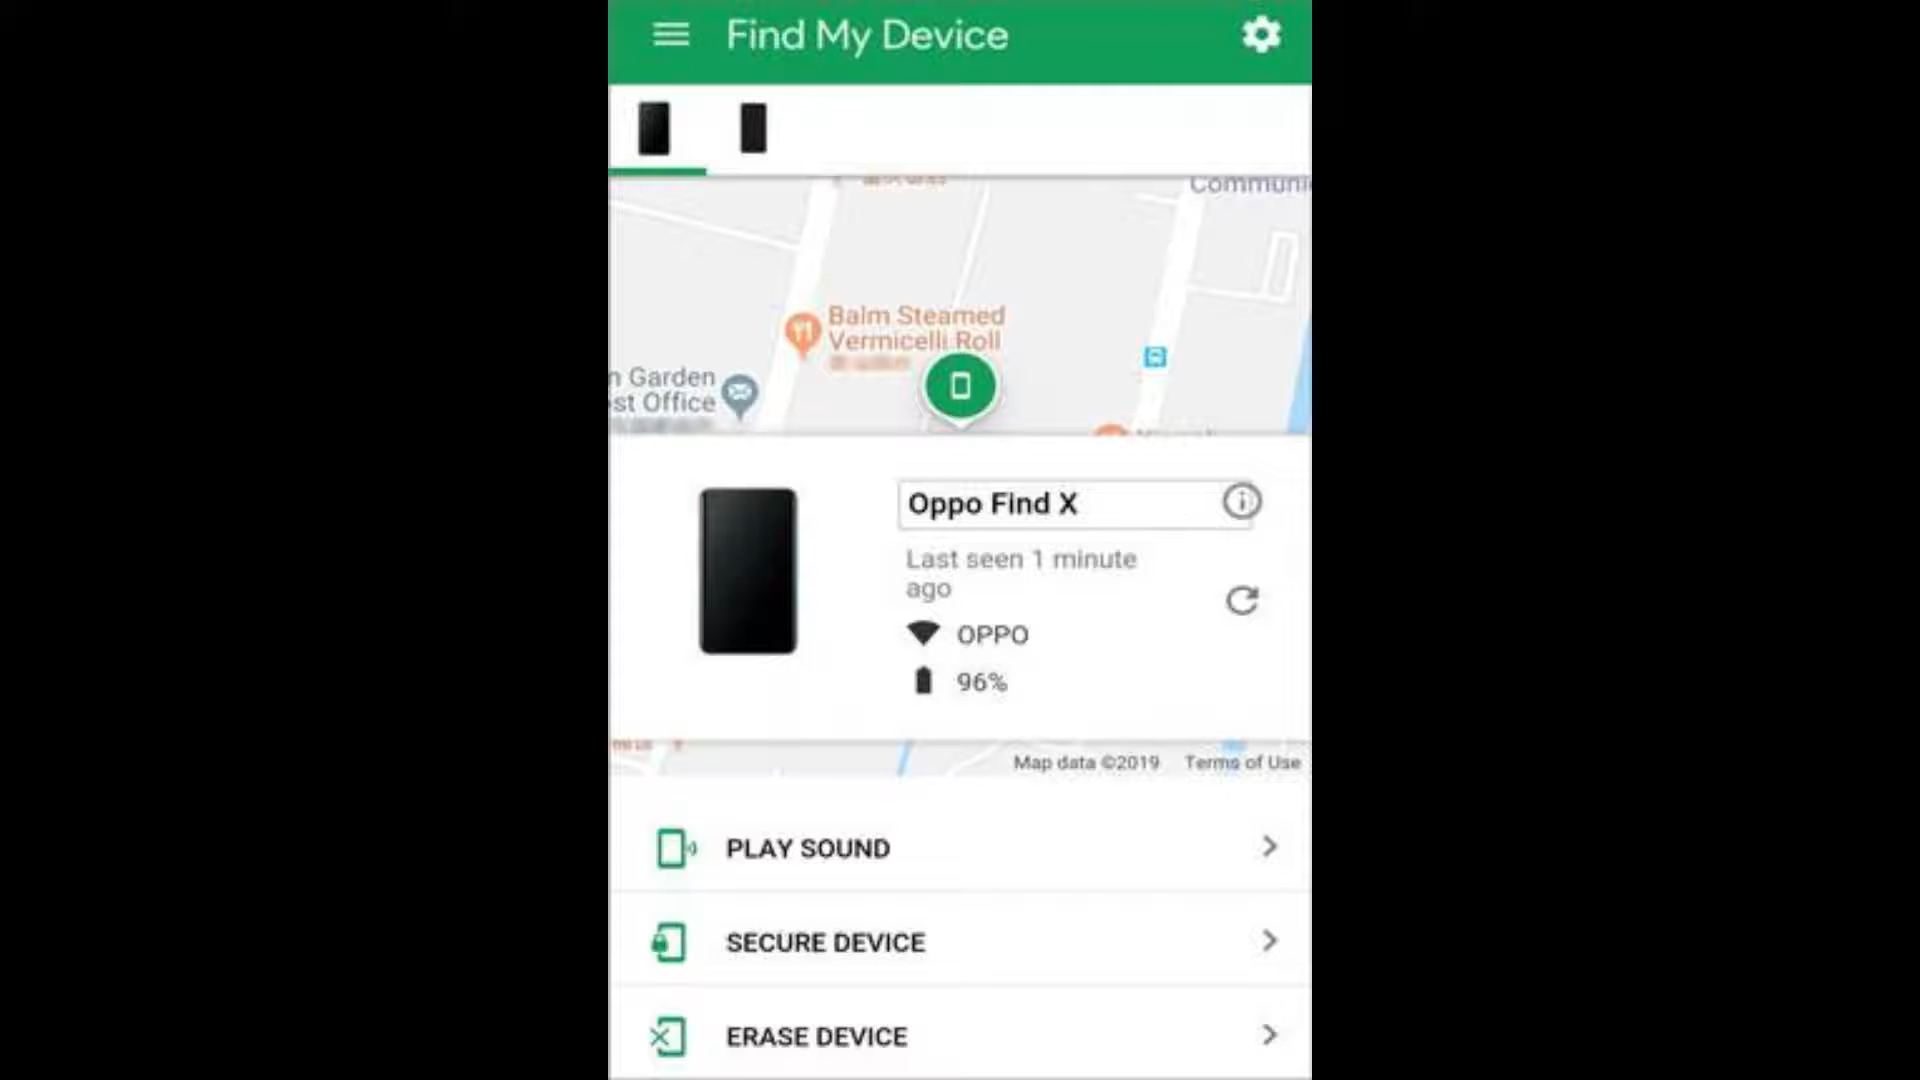 Find My Device
Communi
Balm Steamed
Vermicelli Roll
n Garden
st Office
Oppo Find X
Last seen 1 minute
ago
OPPO
96%
Map data ©2019 Terms of Use
PLAY SOUND
SECURE DEVICE
ERASE DEVICE